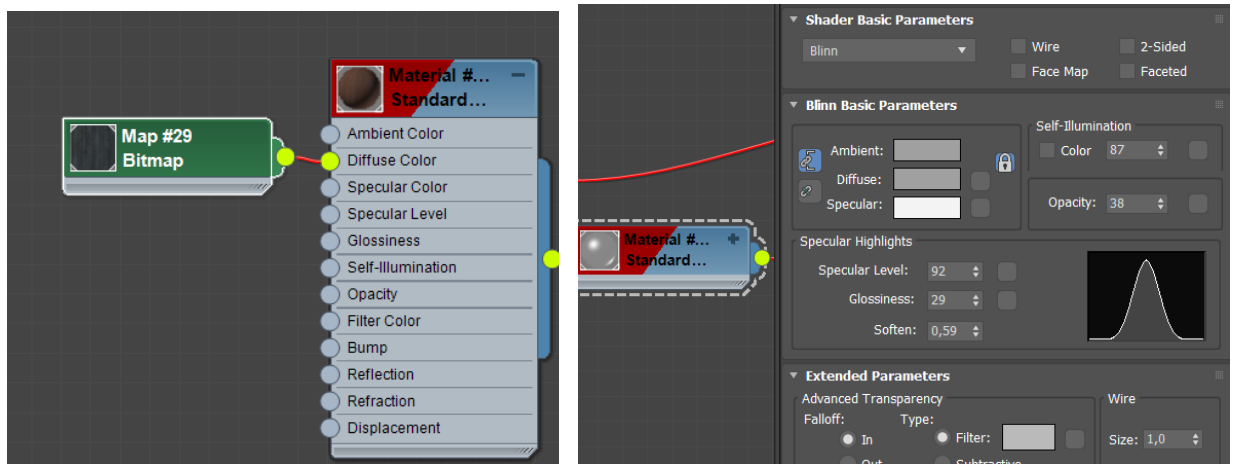 Map #29
Bitmap
Material #...
Standard...
Ambient Color
Diffuse Color
Specular Color
Specular Level
Glossiness
Self-Illumination
Opacity
Filter Color
Bump
Reflection
Refraction
Displacement
Material #...
Standard...
Shader Basic Parameters
Blinn
Wire
2-Sided
Face Map
Faceted
Blinn Basic Parameters
Ambient:
Diffuse:
Specular:
Self-Illumination
Color 87
Opacity: 38
Specular Highlights
Specular Level: 92
Glossiness: 29
Soften: 0,59
Extended Parameters
Advanced Transparency
Falloff:
Type:
In
Filter:
Out
Subtractive
Wire
Size: 1,0